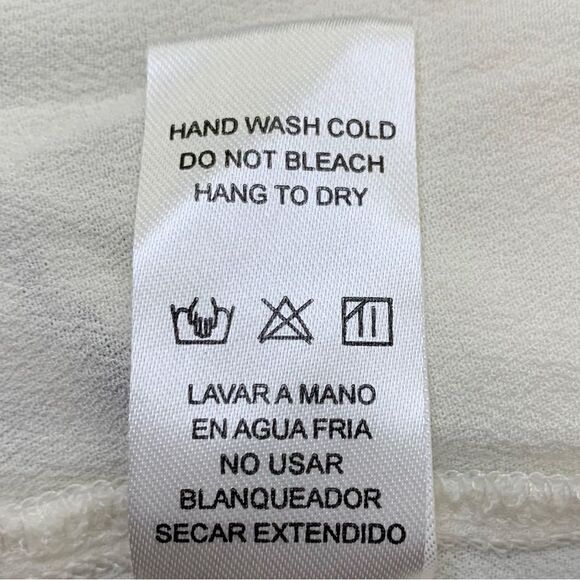 HAND WASH COLD
DO NOT BLEACH
HANG TO DRY
LAVAR A MANO
EN AGUA FRIA
NO USAR
BLANQUEADOR
SECAR EXTENDIDO